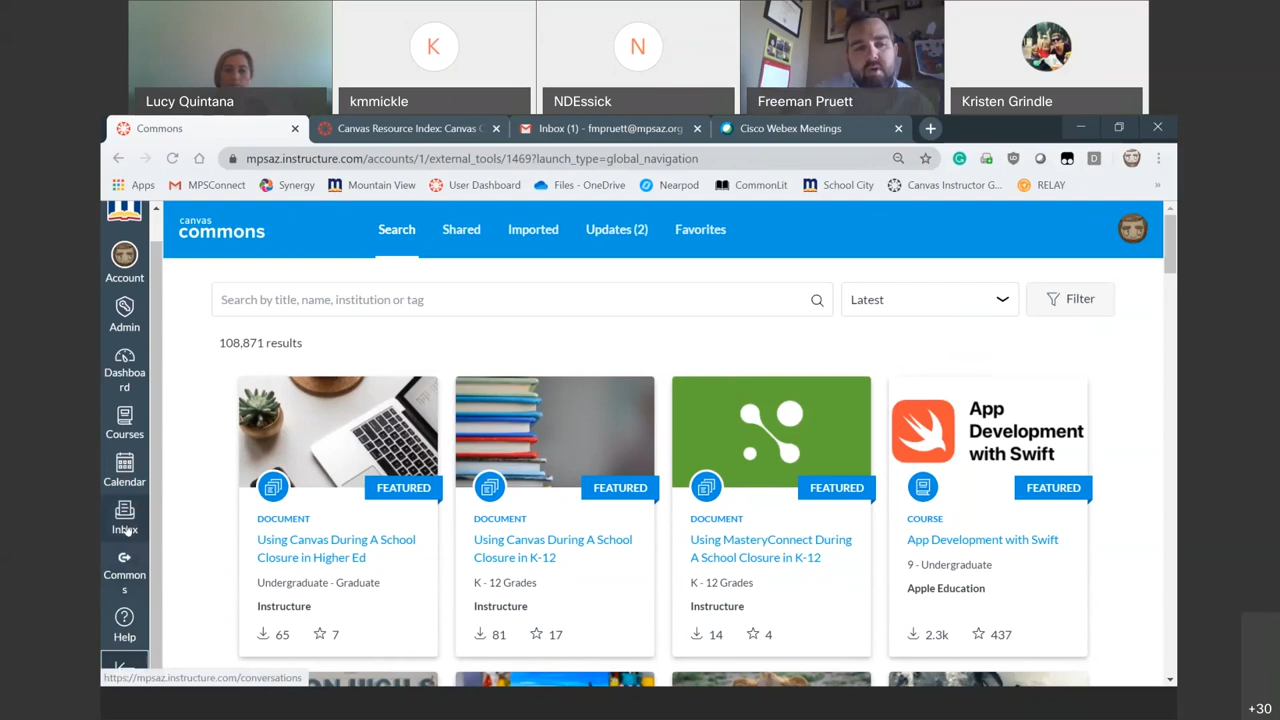 K
N
Lucy Quintana
kmmickle
NDEssick
Freeman Pruett
Kristen Grindle
Commons
Canvas Resource Index: Canvas C
Inbox (1) - fmpruett@mpsaz.org
Cisco Webex Meetings
mpsaz.instructure.com/accounts/1/external_tools/1469?launch_type=global_navigation
Apps
MPSConnect
Synergy
Mountain View
User Dashboard
Files - OneDrive
Nearpod
CommonLit
School City
Canvas Instructor G...
RELAY
»
Account
Admin
Dashboa
rd
Courses
Calendar
Inbox
Common
s
Help
canvas
commons
Search
Shared
Imported
Updates (2)
Favorites
Search by title, name, institution or tag
Latest
Filter
108,871 results
App
Development
with Swift
FEATURED
FEATURED
FEATURED
FEATURED
DOCUMENT
Using Canvas During A School
Closure in Higher Ed
Undergraduate - Graduate
Instructure
65
7
DOCUMENT
Using Canvas During A School
Closure in K-12
K - 12 Grades
Instructure
81
17
DOCUMENT
Using MasteryConnect During
A School Closure in K-12
K - 12 Grades
Instructure
14
4
COURSE
App Development with Swift
9 - Undergraduate
Apple Education
2.3k
437
https://mpsaz.instructure.com/conversations
+30